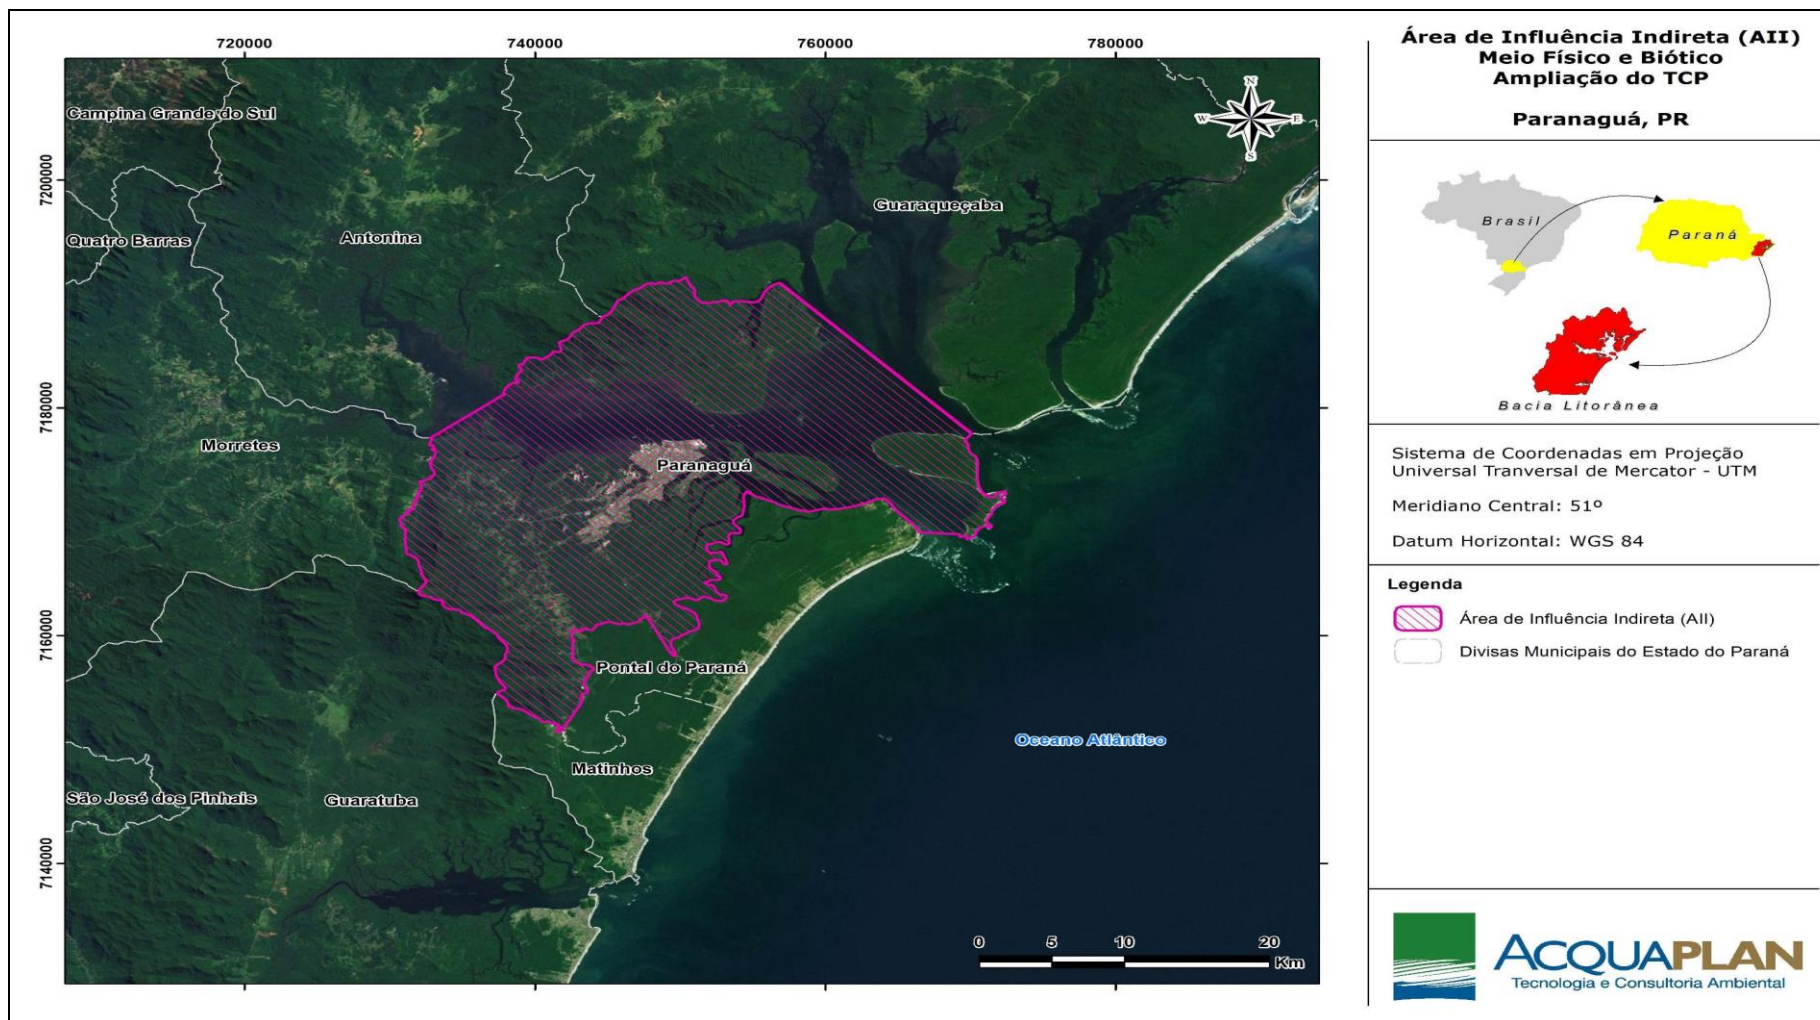 720000
740000
760000
780000
7200000
7180000
7160000
7140000
Campina Grande do Sul
Quatro Barras
Antonina
Guaraqueçaba
Morretes
Paranaguá
Pontal do Paraná
Matinhos
Oceano Atlântico
São José dos Pinhais
Guaratuba
N
W
E
S
0 5 10 20
Km
Área de Influência Indireta (AII)
Meio Físico e Biótico
Ampliação do TCP
Paranaguá, PR
Brasil
Paraná
Bacia Litorânea
Sistema de Coordenadas em Projeção
Universal Tranversal de Mercator - UTM
Meridiano Central: 51º
Datum Horizontal: WGS 84
Legenda
Área de Influência Indireta (AII)
Divisas Municipais do Estado do Paraná
ACQUAPLAN
Tecnologia e Consultoria Ambiental